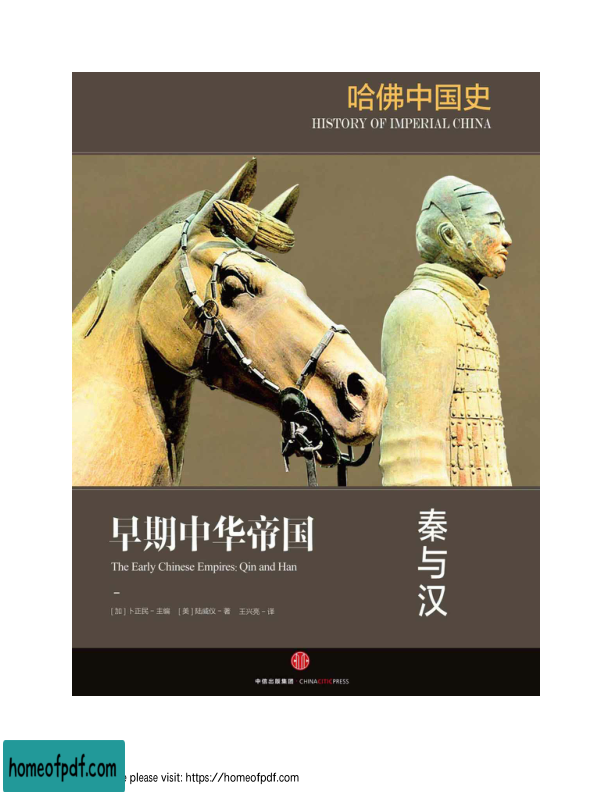 哈佛中国史
HISTORY OF IMPERIAL CHINA
早期中华帝国
The Early Chinese Empires: Qin and Han
秦与汉
[加] 卜正民 – 主编 [美] 陆威仪 – 著 王兴亮 – 译
中信出版集团 · CHINACITICPRESS
homeofpdf.com
please visit: https://homeofpdf.com